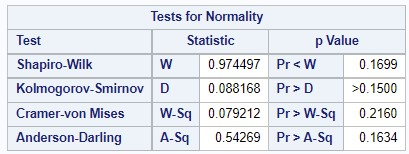 Tests for Normality
Test Statistic p Value
Shapiro-Wilk W 0.974497 Pr < W 0.1699
Kolmogorov-Smirnov D 0.088168 Pr > D >0.1500
Cramer-von Mises W-Sq 0.079212 Pr > W-Sq 0.2160
Anderson-Darling A-Sq 0.54269 Pr > A-Sq 0.1634